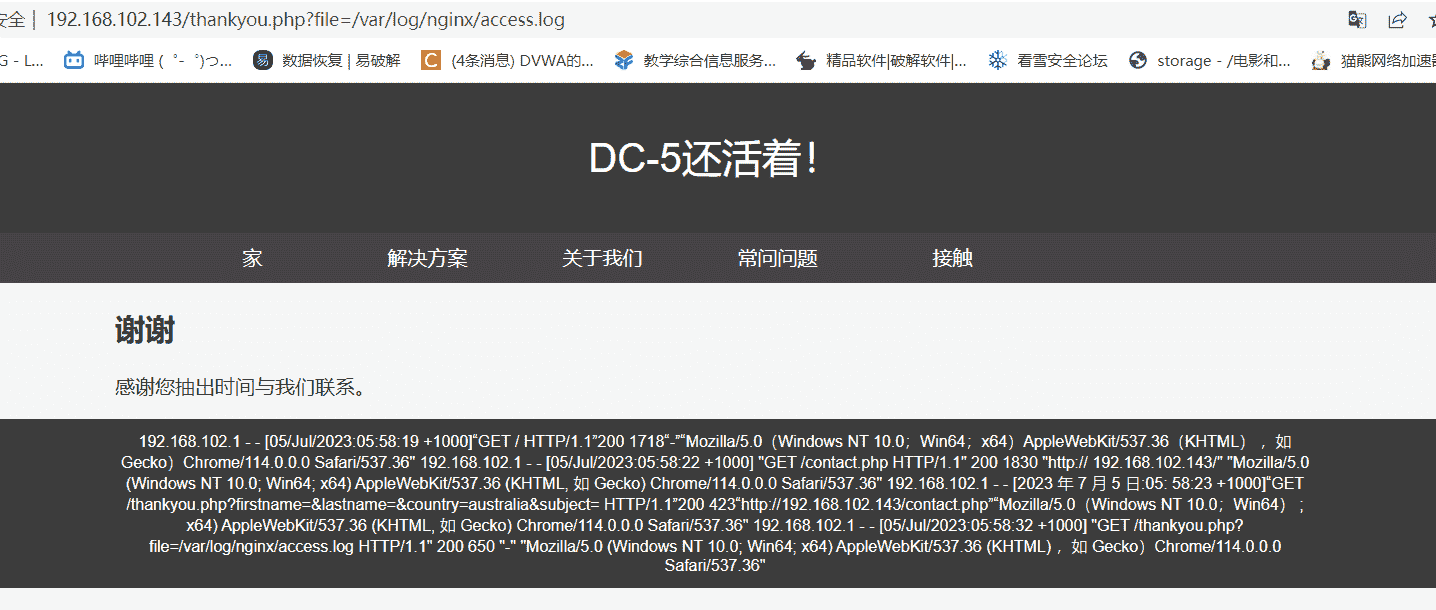 安全 | 192.168.102.143/thankyou.php?file=/var/log/nginx/access.log
G - L... 哔哩哔哩 (゜-゜)つ... 数据恢复 | 易破解 (4条消息) DVWA的... 教学综合信息服务... 精品软件|破解软件|... 看雪安全论坛 storage - /电影和... 猫熊网络加速器
DC-5还活着！
家 解决方案 关于我们 常问问题 接触
谢谢
感谢您抽出时间与我们联系。
192.168.102.1 - - [05/Jul/2023:05:58:19 +1000]“GET / HTTP/1.1”200 1718“-”“Mozilla/5.0（Windows NT 10.0；Win64；x64）AppleWebKit/537.36（KHTML），如
Gecko）Chrome/114.0.0.0 Safari/537.36" 192.168.102.1 - - [05/Jul/2023:05:58:22 +1000] "GET /contact.php HTTP/1.1" 200 1830 "http:// 192.168.102.143/" "Mozilla/5.0
(Windows NT 10.0; Win64; x64) AppleWebKit/537.36 (KHTML, 如 Gecko) Chrome/114.0.0.0 Safari/537.36" 192.168.102.1 - - [2023 年 7 月 5 日:05: 58:23 +1000]“GET
/thankyou.php?firstname=&lastname=&country=australia&subject= HTTP/1.1”200 423“http://192.168.102.143/contact.php”“Mozilla/5.0（Windows NT 10.0；Win64）;
x64) AppleWebKit/537.36 (KHTML, 如 Gecko) Chrome/114.0.0.0 Safari/537.36" 192.168.102.1 - - [05/Jul/2023:05:58:32 +1000] "GET /thankyou.php?
file=/var/log/nginx/access.log HTTP/1.1" 200 650 "-" "Mozilla/5.0 (Windows NT 10.0; Win64; x64) AppleWebKit/537.36 (KHTML) ，如 Gecko）Chrome/114.0.0.0
Safari/537.36"